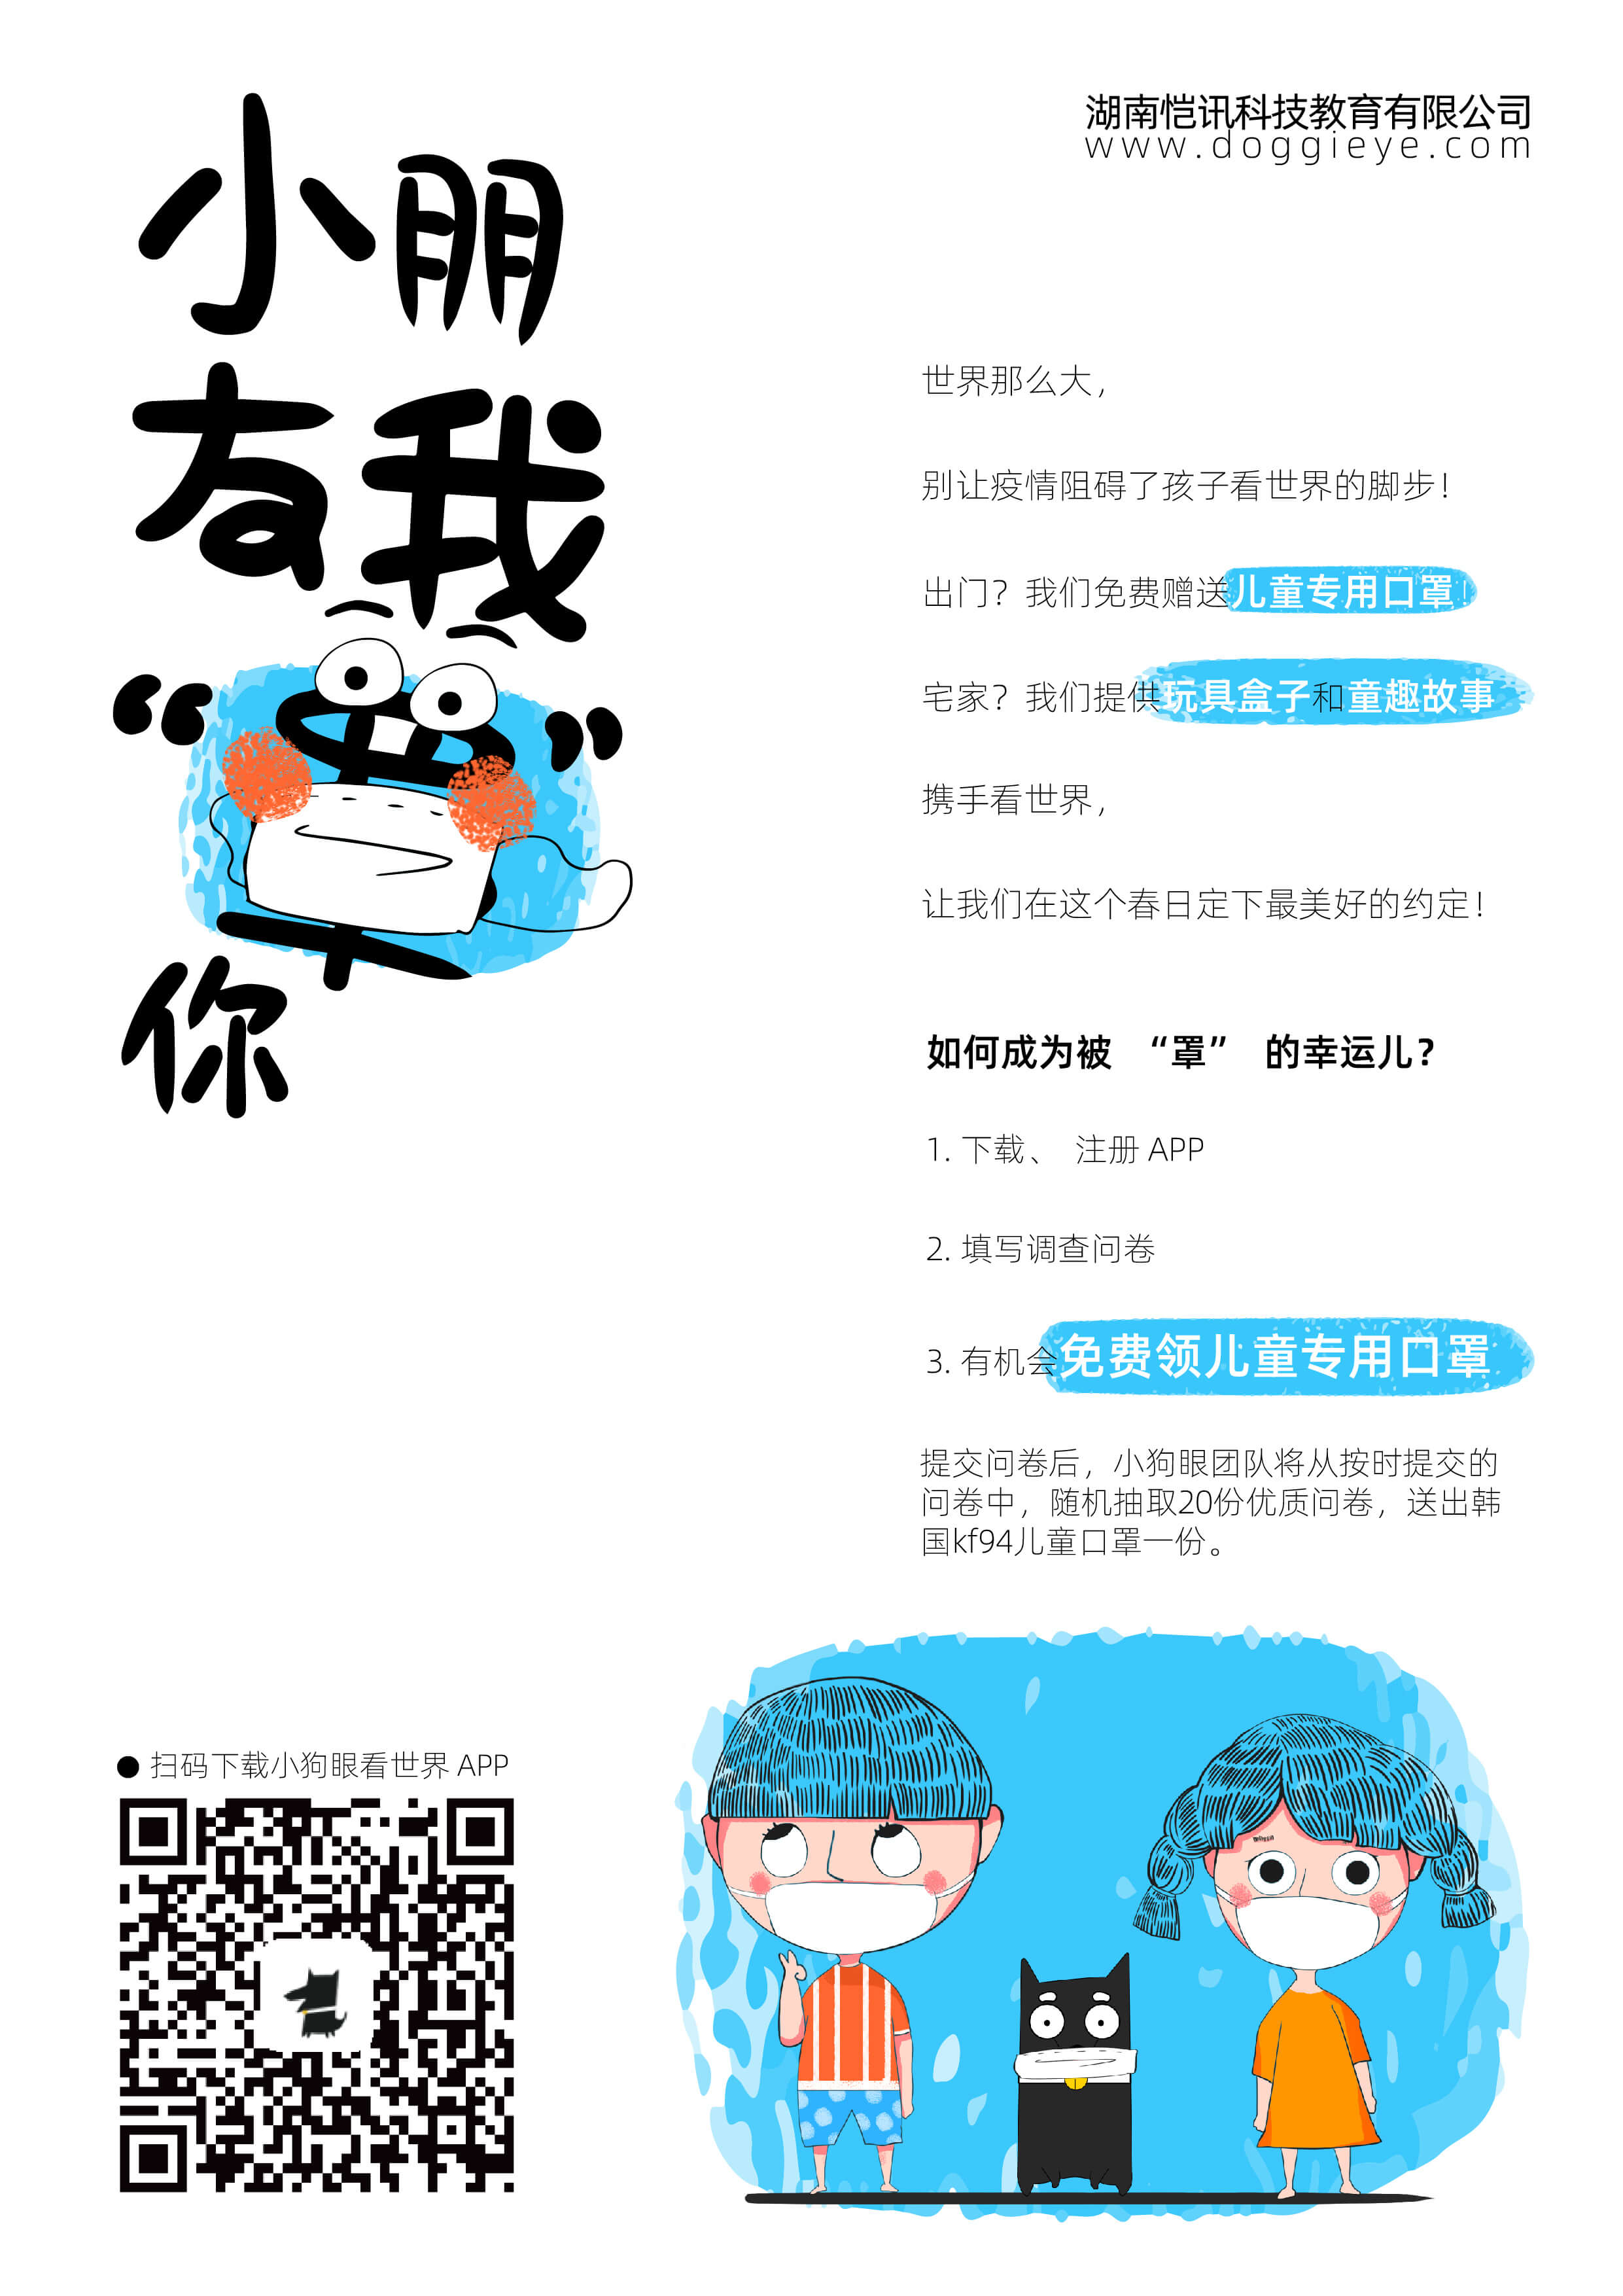 小朋
友我
“罩”
你
湖南恺讯科技教育有限公司
www.doggieye.com
世界那么大，
别让疫情阻碍了孩子看世界的脚步！
出门？我们免费赠送儿童专用口罩！
宅家？我们提供玩具盒子和童趣故事
携手看世界，
让我们在这个春日定下最美好的约定！
如何成为被 “罩” 的幸运儿？
1. 下载、 注册 APP
2. 填写调查问卷
3. 有机会免费领儿童专用口罩
提交问卷后，小狗眼团队将从按时提交的
问卷中，随机抽取20份优质问卷，送出韩
国kf94儿童口罩一份。
● 扫码下载小狗眼看世界 APP